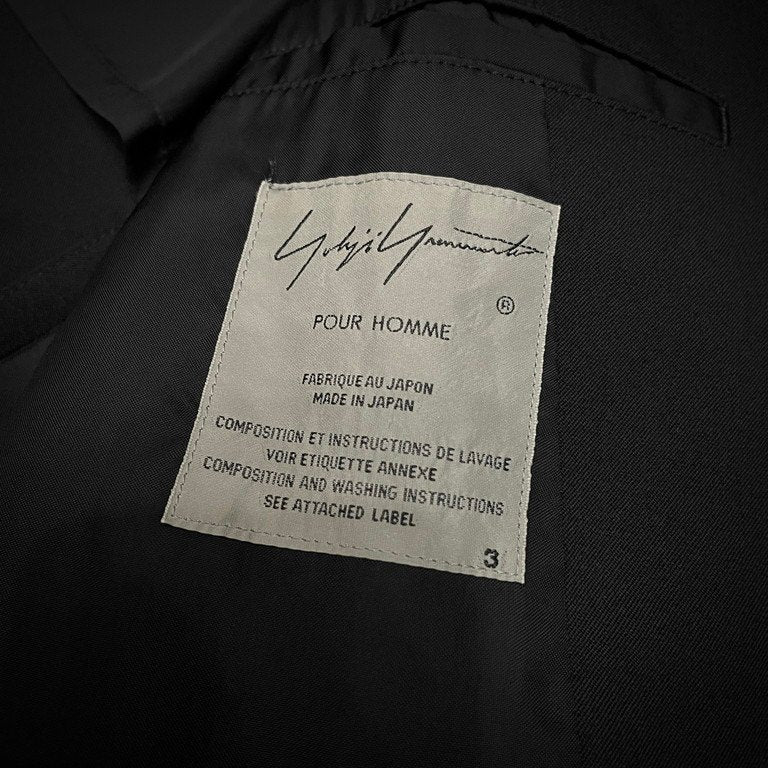 Yohji Yamamoto
®
POUR HOMME
FABRIQUE AU JAPON
MADE IN JAPAN
COMPOSITION ET INSTRUCTIONS DE LAVAGE
VOIR ETIQUETTE ANNEXE
COMPOSITION AND WASHING INSTRUCTIONS
SEE ATTACHED LABEL
3